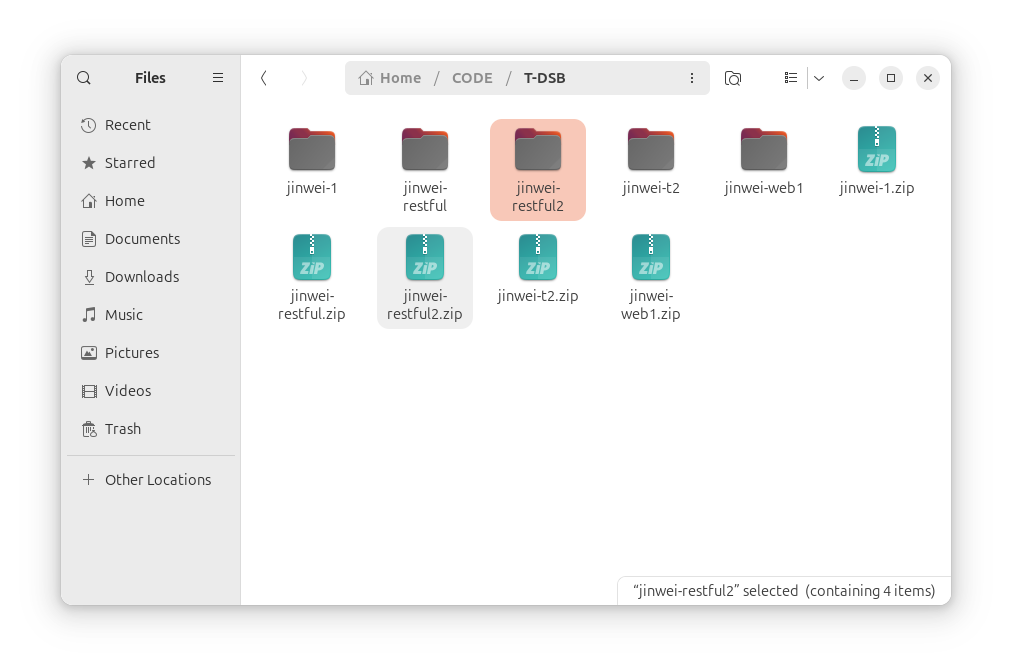 Files
Home / CODE / T-DSB
Recent
Starred
Home
Documents
Downloads
Music
Pictures
Videos
Trash
Other Locations
jinwei-1
jinwei-
restful
jinwei-
restful2
jinwei-t2
jinwei-web1
ZiP
jinwei-1.zip
ZiP
jinwei-
restful.zip
ZiP
jinwei-
restful2.zip
ZiP
jinwei-t2.zip
ZiP
jinwei-
web1.zip
“jinwei-restful2” selected (containing 4 items)